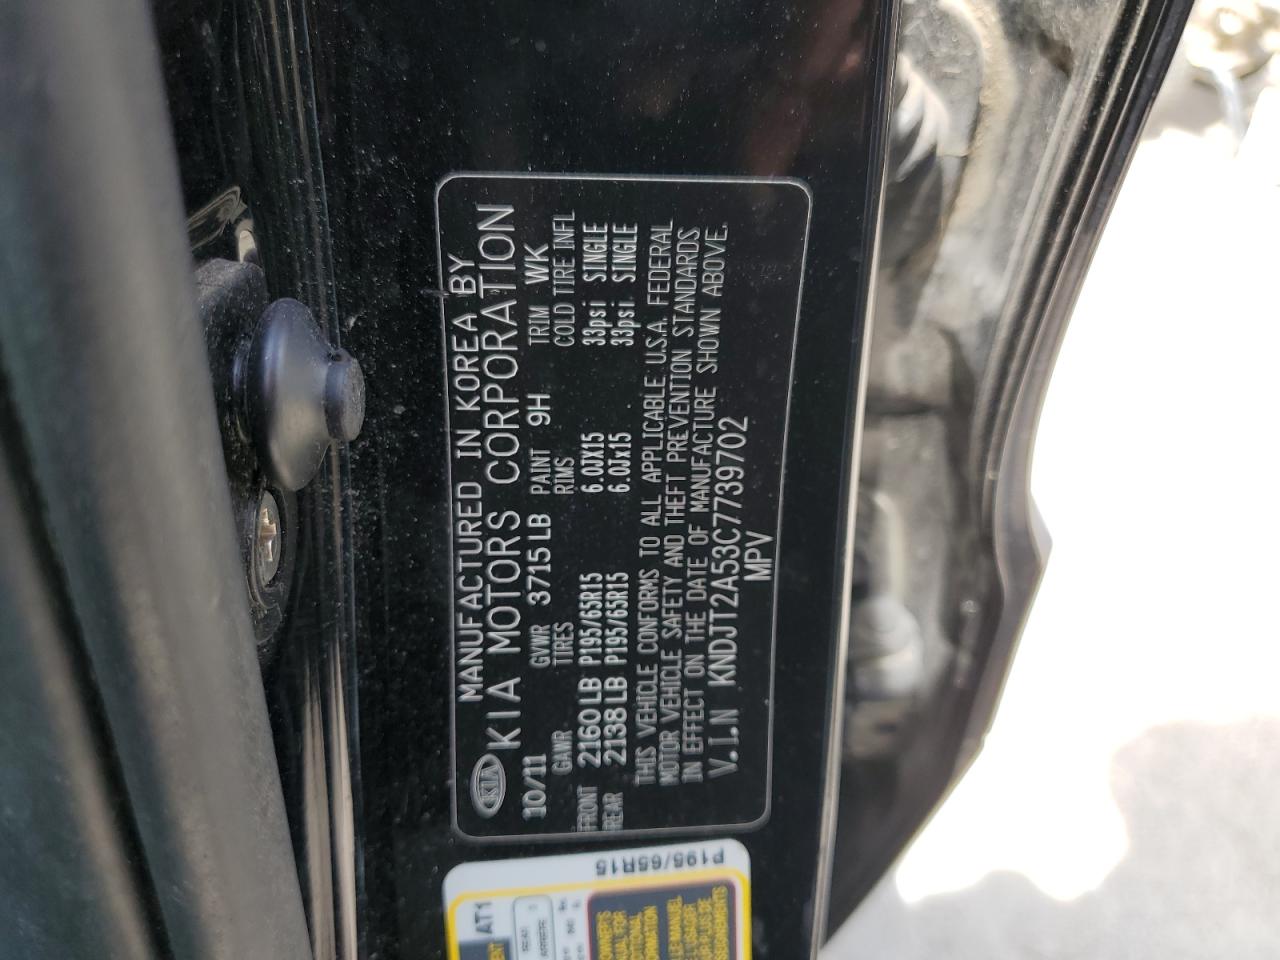 MANUFACTURED IN KOREA BY
KIA KIA MOTORS CORPORATION
10/11 GVWR 3715 LB PAINT 9H TRIM WK
GAWR TIRES RIMS COLD TIRE INFL
FRONT 2160 LB P195/65R15 6.0JX15 33psi SINGLE
REAR 2138 LB P195/65R15 6.0Jx15 33psi SINGLE
THIS VEHICLE CONFORMS TO ALL APPLICABLE U.S.A. FEDERAL
MOTOR VEHICLE SAFETY AND THEFT PREVENTION STANDARDS
IN EFFECT ON THE DATE OF MANUFACTURE SHOWN ABOVE.
V.I.N KNDJTT2A53C7739702
MPV
P195/65R15
AT1